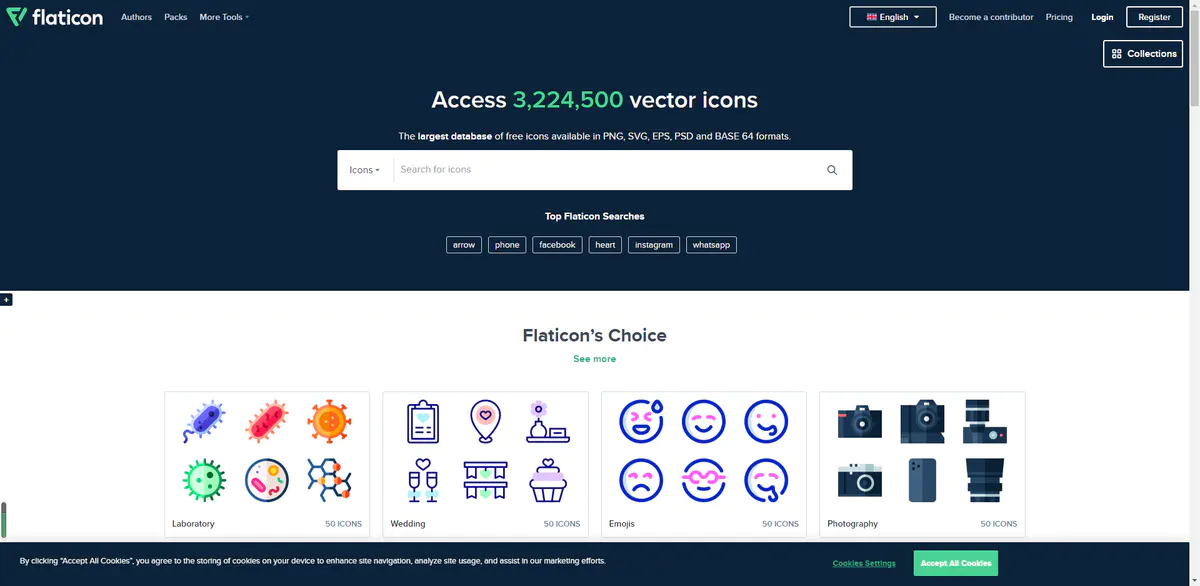 flaticon
Authors Packs More Tools
English
Become a contributor Pricing Login Register
Collections
Access 3,224,500 vector icons
The largest database of free icons available in PNG, SVG, EPS, PSD and BASE 64 formats.
Icons Search for icons
Top Flaticon Searches
arrow phone facebook heart instagram whatsapp
+
Flaticon's Choice
See more
Laboratory 50 ICONS
Wedding 50 ICONS
Emojis 50 ICONS
Photography 50 ICONS
By clicking "Accept All Cookies", you agree to the storing of cookies on your device to enhance site navigation, analyze site usage, and assist in our marketing efforts.
Cookies Settings
Accept All Cookies